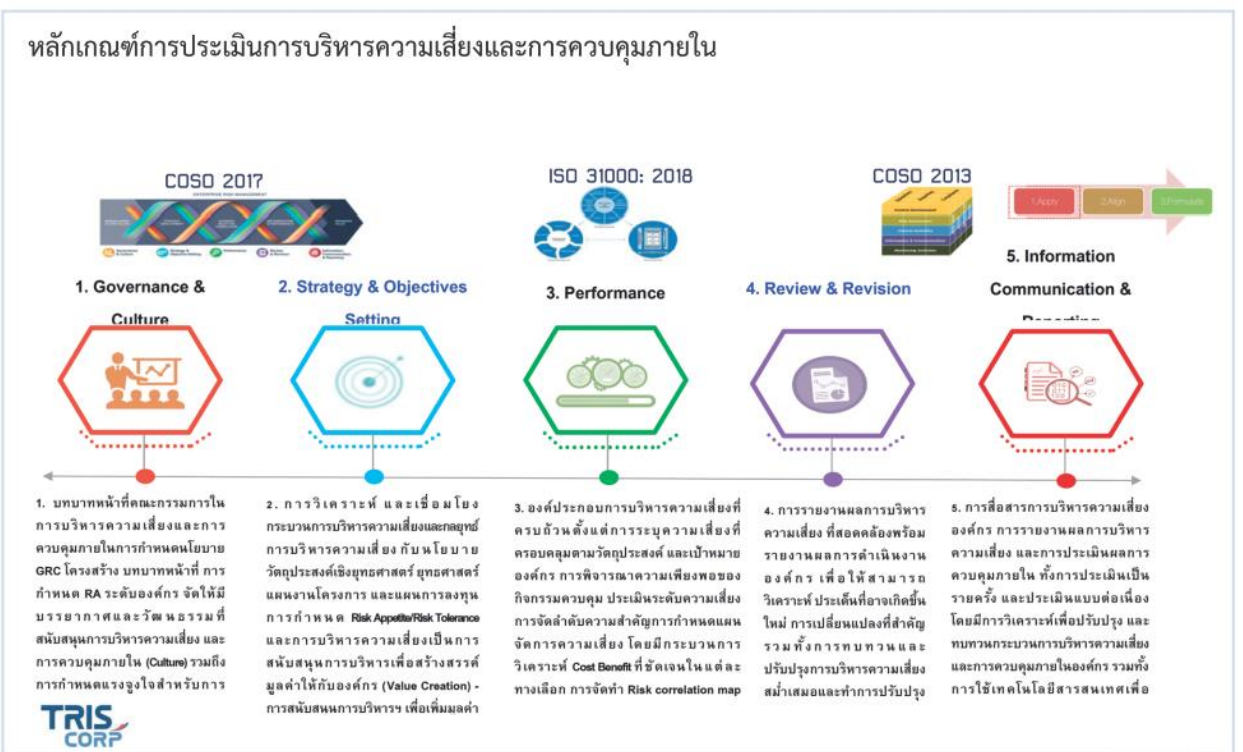 หลักเกณฑ์การประเมินการบริหารความเสี่ยงและการควบคุมภายใน
COSO 2017
ENTERPRISE RISK MANAGEMENT
ISO 31000: 2018
COSO 2013
1.Apply
2.Align
3.Formulate
1. Governance &
Culture
2. Strategy & Objectives
Setting
3. Performance
4. Review & Revision
5. Information
Communication &
Reporting
1. บทบาทหน้าที่คณะกรรมการใน
การบริหารความเสี่ยงและการ
ควบคุมภายในการกำหนดนโยบาย
GRC โครงสร้าง บทบาทหน้าที่ การ
กำหนด RA ระดับองค์กร จัดให้มี
บรรยากาศและวัฒนธรรมที่
สนับสนุนการบริหารความเสี่ยง และ
การควบคุมภายใน (Culture) รวมถึง
การกำหนดแรงจูงใจสำหรับการ
2. การวิเคราะห์ และเชื่อมโยง
กระบวนการบริหารความเสี่ยงและกลยุทธ์
การบริหารความเสี่ยง กับนโยบาย
วัตถุประสงค์เชิงยุทธศาสตร์ ยุทธศาสตร์
แผนงานโครงการ และแผนการลงทุน
การกำหนด Risk Appetite/Risk Tolerance
และการบริหารความเสี่ยงเป็นการ
สนับสนุนการบริหารเพื่อสร้างสรรค์
มูลค่าให้กับองค์กร (Value Creation) -
การสนับสนุนการบริหารฯ เพื่อเพิ่มมูลค่า
3. องค์ประกอบการบริหารความเสี่ยงที่
ครบถ้วนตั้งแต่การระบุความเสี่ยงที่
ครอบคลุมตามวัตถุประสงค์ และเป้าหมาย
องค์กร การพิจารณาความเพียงพอของ
กิจกรรมควบคุม ประเมินระดับความเสี่ยง
การจัดลำดับความสำคัญการกำหนดแผน
จัดการความเสี่ยง โดยมีกระบวนการ
วิเคราะห์ Cost Benefit ที่ชัดเจนในแต่ละ
ทางเลือก การจัดทำ Risk correlation map
4. การรายงานผลการบริหาร
ความเสี่ยง ที่สอดคล้องพร้อม
รายงานผลการดำเนินงาน
องค์กร เพื่อให้สามารถ
วิเคราะห์ ประเด็นที่อาจเกิดขึ้น
ใหม่ การเปลี่ยนแปลงที่สำคัญ
รวมทั้งการทบทวนและ
ปรับปรุงการบริหารความเสี่ยง
สม่ำเสมอและทำการปรับปรุง
5. การสื่อสารการบริหารความเสี่ยง
องค์กร การรายงานผลการบริหาร
ความเสี่ยง และการประเมินผลการ
ควบคุมภายใน ทั้งการประเมินเป็น
รายครั้ง และประเมินแบบต่อเนื่อง
โดยมีการวิเคราะห์เพื่อปรับปรุง และ
ทบทวนกระบวนการบริหารความเสี่ยง
และการควบคุมภายในองค์กร รวมทั้ง
การใช้เทคโนโลยีสารสนเทศเพื่อ
TRIS
CORP